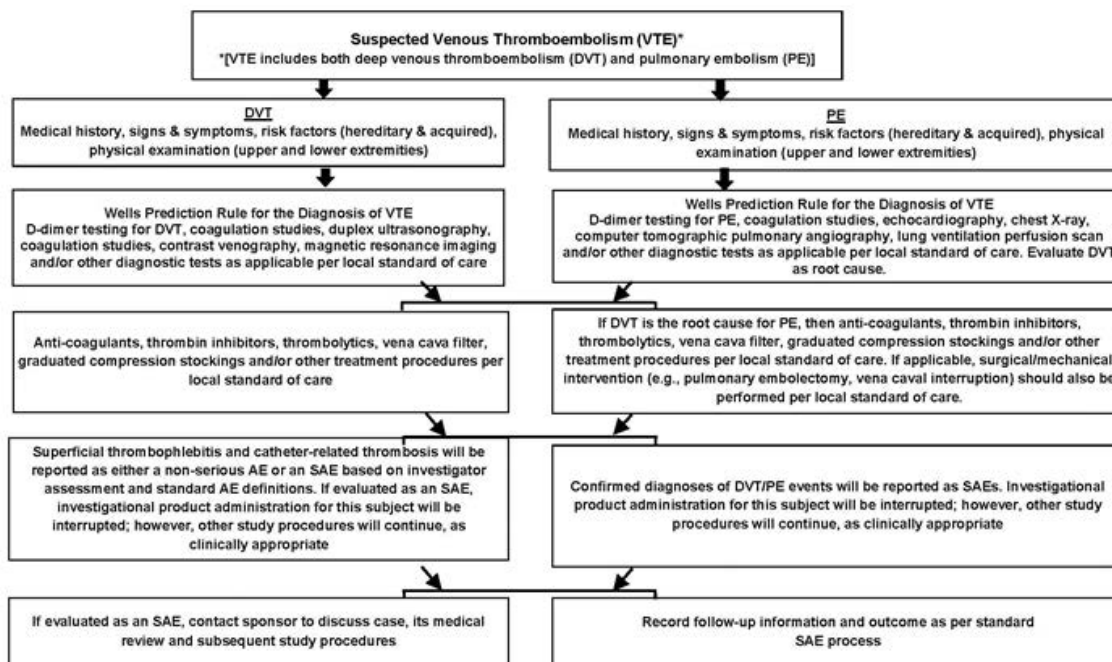 Suspected Venous Thromboembolism (VTE)*
*[VTE includes both deep venous thromboembolism (DVT) and pulmonary embolism (PE)]
DVT
Medical history, signs & symptoms, risk factors (hereditary & acquired),
physical examination (upper and lower extremities)
PE
Medical history, signs & symptoms, risk factors (hereditary & acquired), physical
examination (upper and lower extremities)
Wells Prediction Rule for the Diagnosis of VTE
D-dimer testing for DVT, coagulation studies, duplex ultrasonography,
coagulation studies, contrast venography, magnetic resonance imaging
and/or other diagnostic tests as applicable per local standard of care
Wells Prediction Rule for the Diagnosis of VTE
D-dimer testing for PE, coagulation studies, echocardiography, chest X-ray,
computer tomographic pulmonary angiography, lung ventilation perfusion scan
and/or other diagnostic tests as applicable per local standard of care. Evaluate DVT
as root cause.
Anti-coagulants, thrombin inhibitors, thrombolytics, vena cava filter,
graduated compression stockings and/or other treatment procedures per
local standard of care
If DVT is the root cause for PE, then anti-coagulants, thrombin inhibitors,
thrombolytics, vena cava filter, graduated compression stockings and/or other
treatment procedures per local standard of care. If applicable, surgical/mechanical
intervention (e.g., pulmonary embolectomy, vena caval interruption) should also be
performed per local standard of care.
Superficial thrombophlebitis and catheter-related thrombosis will be
reported as either a non-serious AE or an SAE based on investigator
assessment and standard AE definitions. If evaluated as an SAE,
investigational product administration for this subject will be
interrupted; however, other study procedures will continue, as
clinically appropriate
Confirmed diagnoses of DVT/PE events will be reported as SAEs. Investigational
product administration for this subject will be interrupted; however, other study
procedures will continue, as clinically appropriate
If evaluated as an SAE, contact sponsor to discuss case, its medical
review and subsequent study procedures
Record follow-up information and outcome as per standard
SAE process